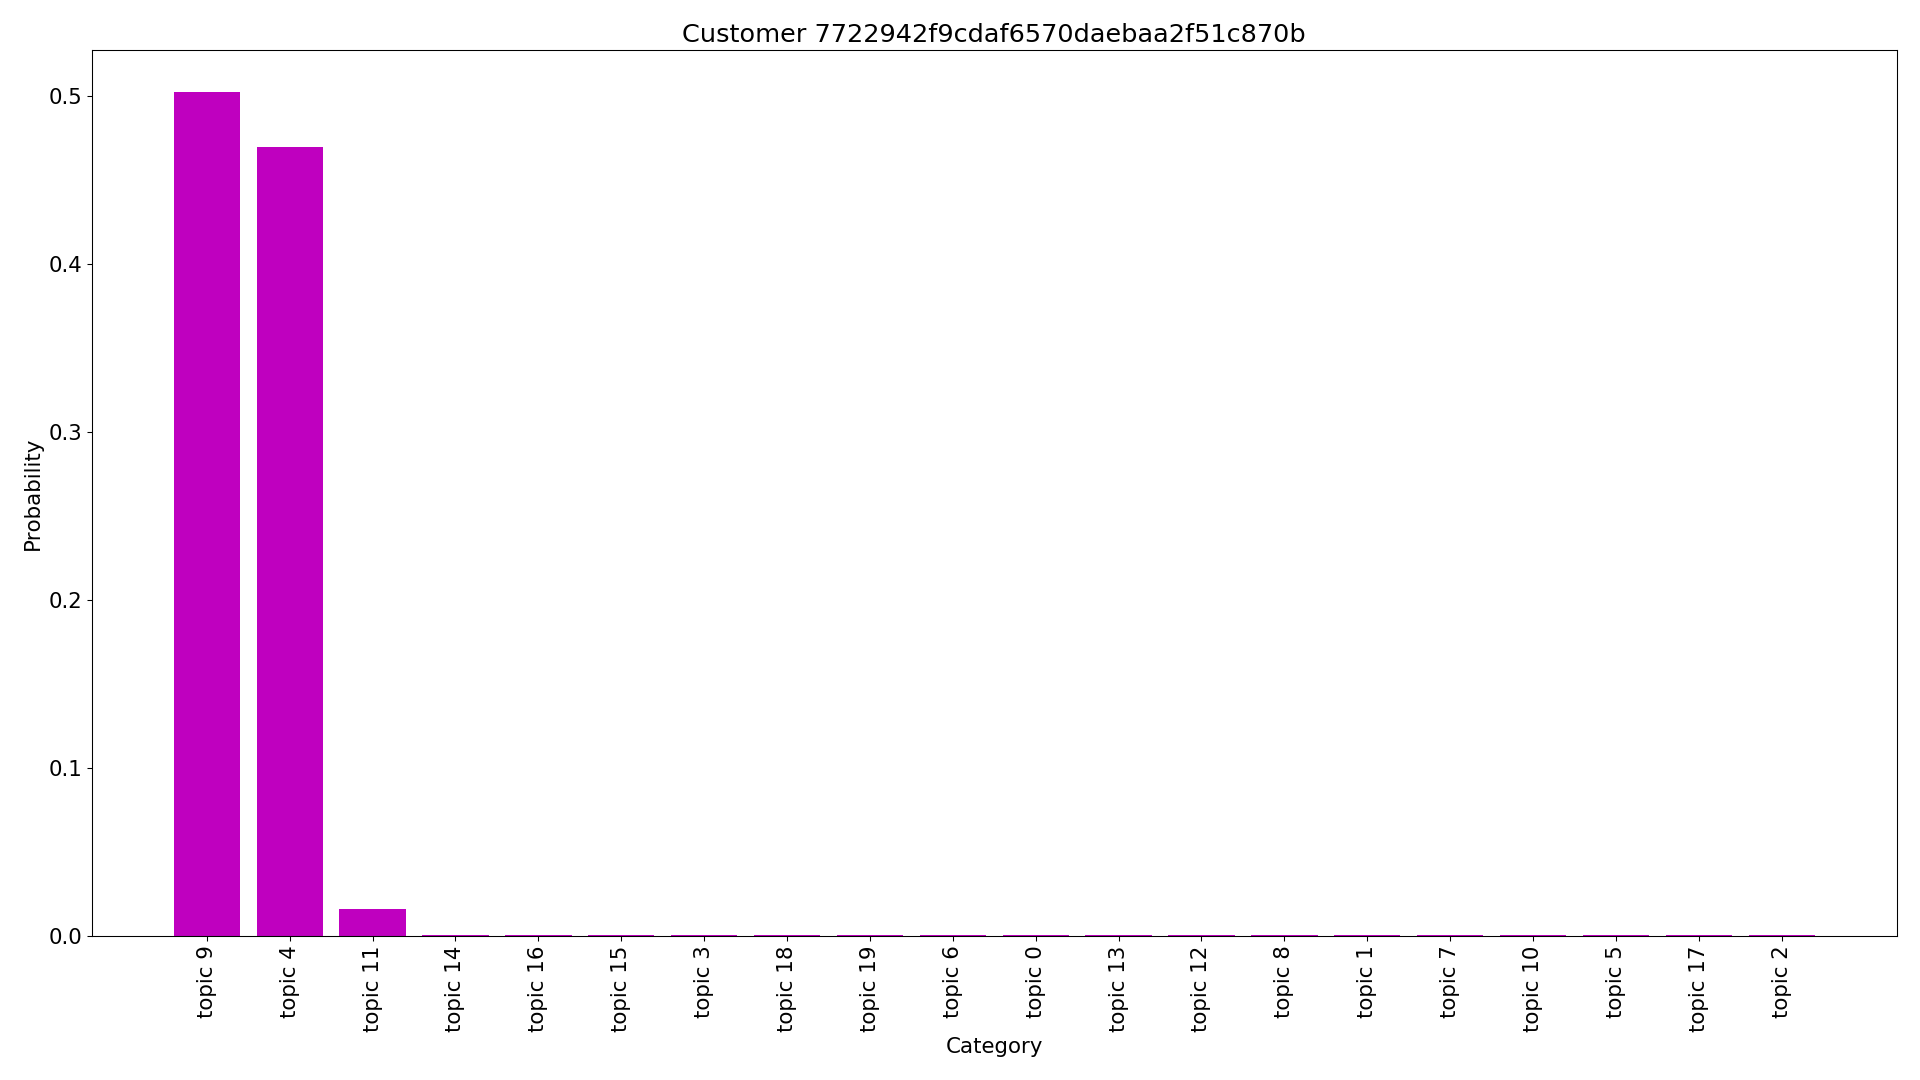 Customer 7722942f9cdaf6570daebaa2f51c870b
0.5
0.4
0.3
0.2
0.1
0.0
Probability
topic 9
topic 4
topic 11
topic 14
topic 16
topic 15
topic 3
topic 18
topic 19
topic 6
topic 0
topic 13
topic 12
topic 8
topic 1
topic 7
topic 10
topic 5
topic 17
topic 2
Category